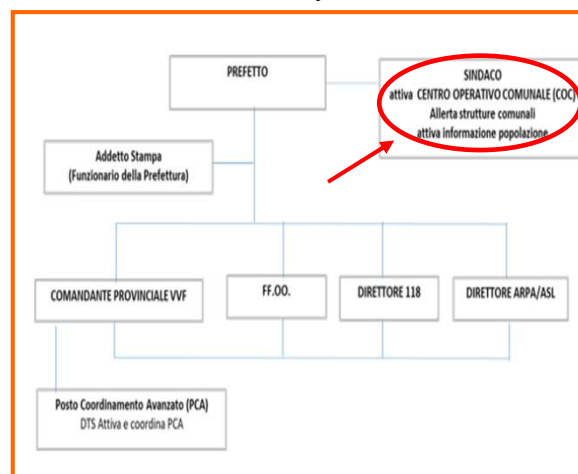 PREFETTO
SINDACO
attiva CENTRO OPERATIVO COMUNALE (COC)
Allerta strutture comunali
attiva informazione popolazione
Addetto Stampa
(Funzionario della Prefettura)
COMANDANTE PROVINCIALE VVF
FF.OO.
DIRETTORE 118
DIRETTORE ARPA/ASL
Posto Coordinamento Avanzato (PCA)
DTS Attiva e coordina PCA